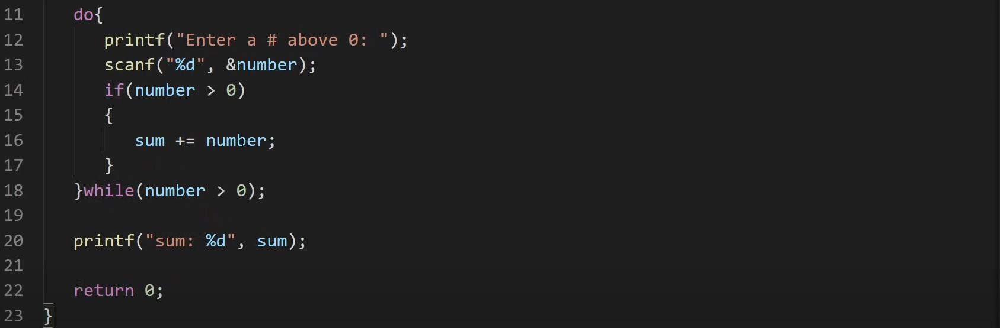 11 do{
12 printf("Enter a # above 0: ");
13 scanf("%d", &number);
14 if(number > 0)
15 {
16 sum += number;
17 }
18 }while(number > 0);
19
20 printf("sum: %d", sum);
21
22 return 0;
23 }